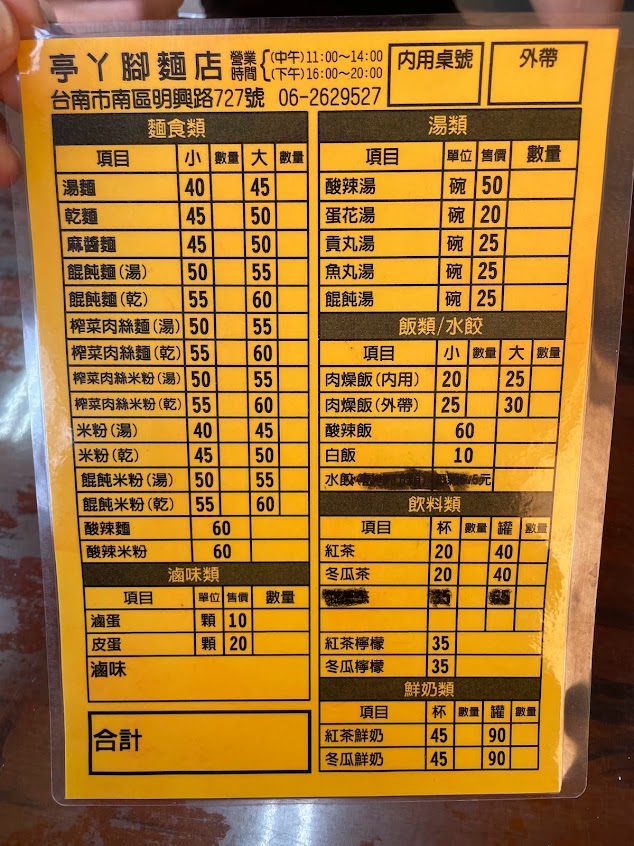 亭丫腳麵店 營業時間 (中午)11:00～14:00
(下午)16:00～20:00
台南市南區明興路727號 06-2629527
內用桌號
外帶
麵食類
項目 小 數量 大 數量
湯麵 40 45
乾麵 45 50
麻醬麵 45 50
餛飩麵(湯) 50 55
餛飩麵(乾) 55 60
榨菜肉絲麵(湯) 50 55
榨菜肉絲麵(乾) 55 60
榨菜肉絲米粉(湯) 50 55
榨菜肉絲米粉(乾) 55 60
米粉(湯) 40 45
米粉(乾) 45 50
餛飩米粉(湯) 50 55
餛飩米粉(乾) 55 60
酸辣麵 60
酸辣米粉 60
滷味類
項目 單位 售價 數量
滷蛋 顆 10
皮蛋 顆 20
滷味
合計
湯類
項目 單位 售價 數量
酸辣湯 碗 50
蛋花湯 碗 20
貢丸湯 碗 25
魚丸湯 碗 25
餛飩湯 碗 25
飯類/水餃
項目 小 數量 大 數量
肉燥飯(內用) 20 25
肉燥飯(外帶) 25 30
酸辣飯 60
白飯 10
水餃 元
飲料類
項目 杯 數量 罐 數量
紅茶 20 40
冬瓜茶 20 40
35 65
紅茶檸檬 35
冬瓜檸檬 35
鮮奶類
項目 杯 數量 罐 數量
紅茶鮮奶 45 90
冬瓜鮮奶 45 90